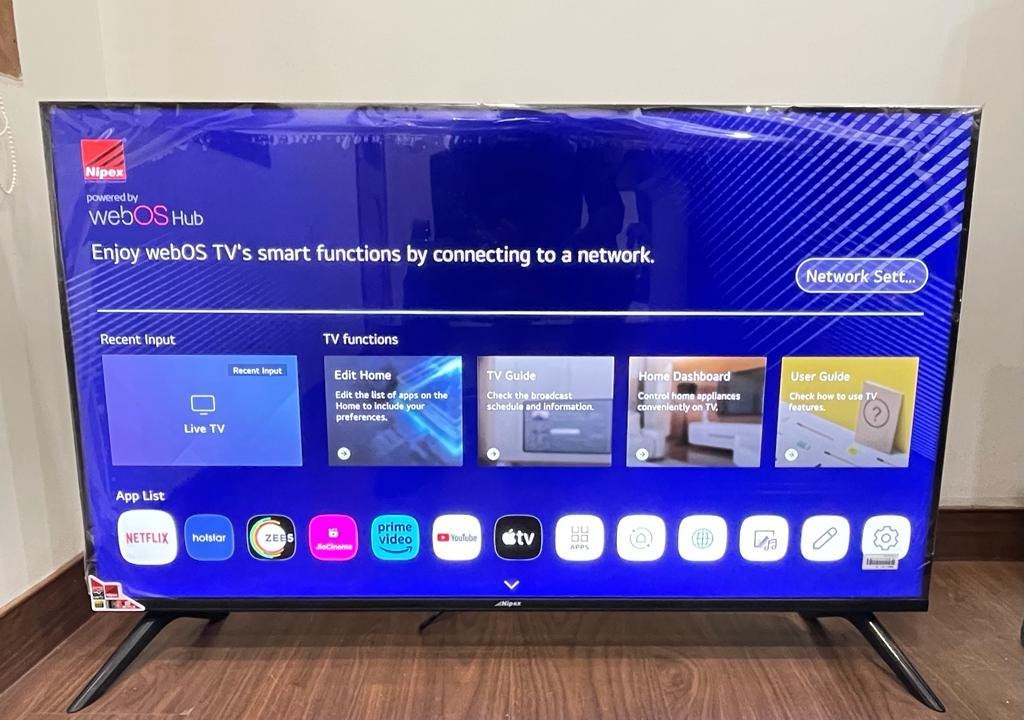 Nipex
powered by
webOS Hub
Enjoy webOS TV's smart functions by connecting to a network.
Network Sett...
Recent Input
TV functions
Recent Input
Live TV
Edit Home
Edit the list of apps on the
Home to include your
preferences.
TV Guide
Check the broadcast
schedule and information.
Home Dashboard
Control home appliances
conveniently on TV.
User Guide
Check how to use TV
features.
?
App List
NETFLIX
hotstar
ZEE5
JioCinema
prime
video
YouTube
tv
APPS
Nipex